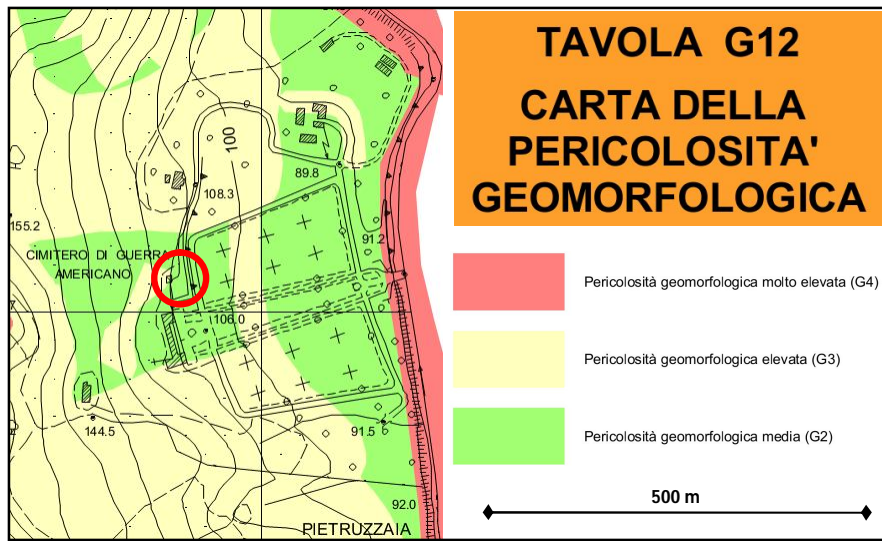 TAVOLA G12
CARTA DELLA
PERICOLOSITA'
GEOMORFOLOGICA
100
89.8
108.3
155.2
91.2
CIMITERO DI GUERRA
AMERICANO
106.0
144.5
91.5
92.0
PIETRUZZAIA
Pericolosità geomorfologica molto elevata (G4)
Pericolosità geomorfologica elevata (G3)
Pericolosità geomorfologica media (G2)
500 m